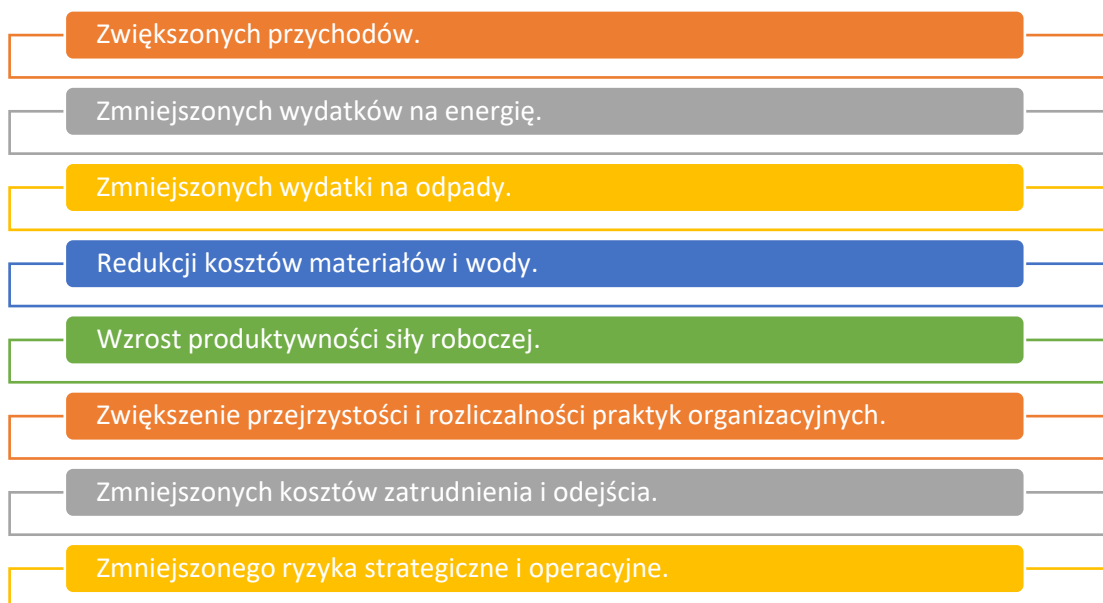 Zwiększonych przychodów.
Zmniejszonych wydatków na energię.
Zmniejszonych wydatki na odpady.
Redukcji kosztów materiałów i wody.
Wzrost produktywności siły roboczej.
Zwiększenie przejrzystości i rozliczalności praktyk organizacyjnych.
Zmniejszonych kosztów zatrudnienia i odejścia.
Zmniejszonego ryzyka strategiczne i operacyjne.